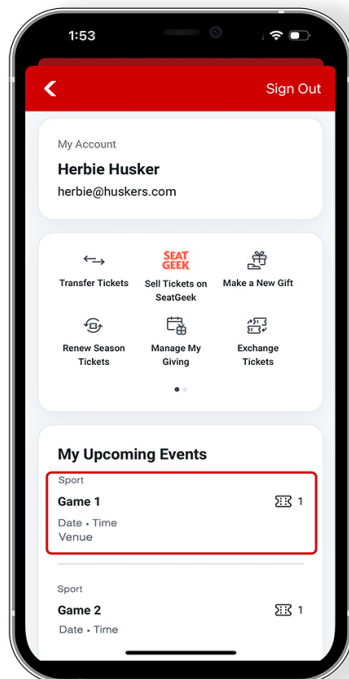 1:53
Sign Out
My Account
Herbie Husker
herbie@huskers.com
Transfer Tickets
SEAT
GEEK
Sell Tickets on
SeatGeek
Make a New Gift
Renew Season
Tickets
Manage My
Giving
Exchange
Tickets
My Upcoming Events
Sport
Game 1
1
Date • Time
Venue
Sport
Game 2
1
Date • Time